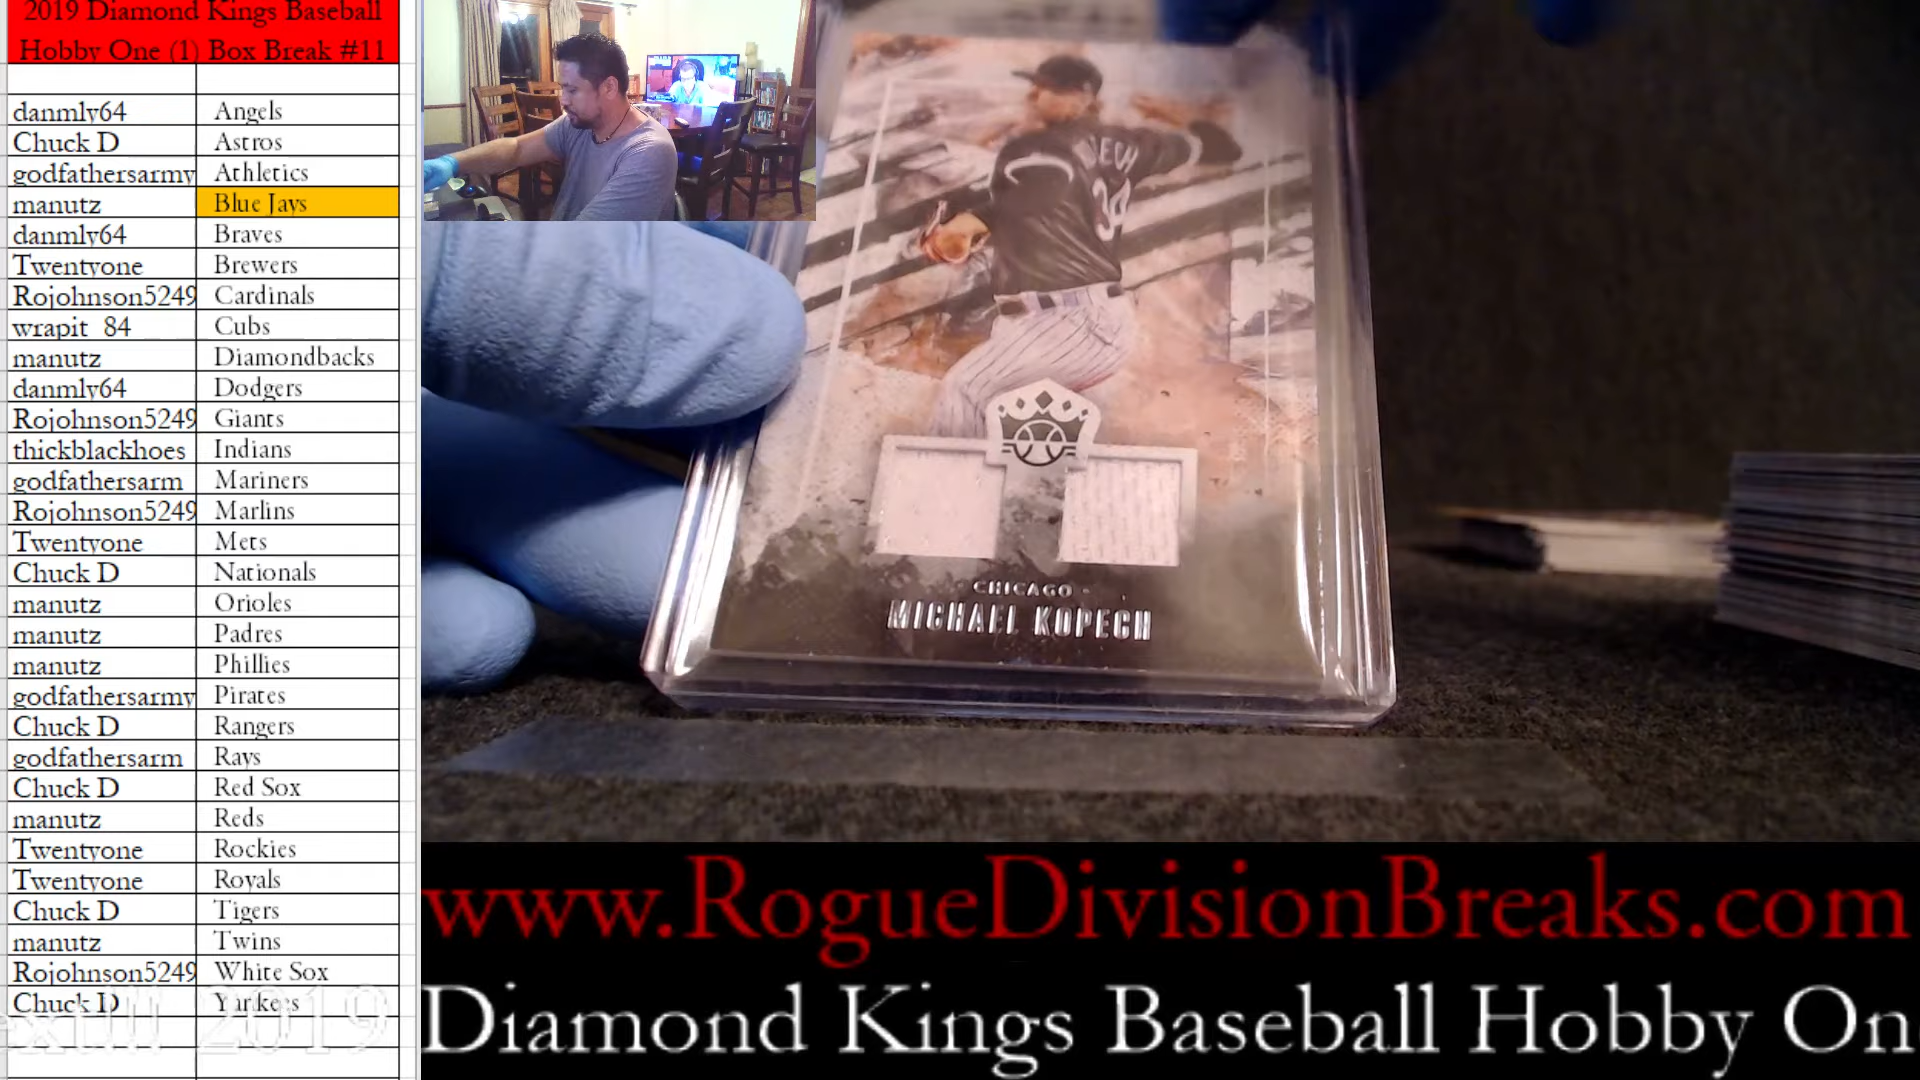 2019 Diamond Kings Baseball
Hobby One (1) Box Break #11
danmly64 Angels
Chuck D Astros
godfathersarmy Athletics
manutz Blue Jays
danmly64 Braves
Twentyone Brewers
Rojohnson5249 Cardinals
wrapit_84 Cubs
manutz Diamondbacks
danmly64 Dodgers
Rojohnson5249 Giants
thickblackhoes Indians
godfathersarm Mariners
Rojohnson5249 Marlins
Twentyone Mets
Chuck D Nationals
manutz Orioles
manutz Padres
manutz Phillies
godfathersarmy Pirates
Chuck D Rangers
godfathersarm Rays
Chuck D Red Sox
manutz Reds
Twentyone Rockies
Twentyone Royals
Chuck D Tigers
manutz Twins
Rojohnson5249 White Sox
Chuck D Yankees
2019
34
CHICAGO
MICHAEL KOPECH
www.RogueDivisionBreaks.com
Diamond Kings Baseball Hobby On